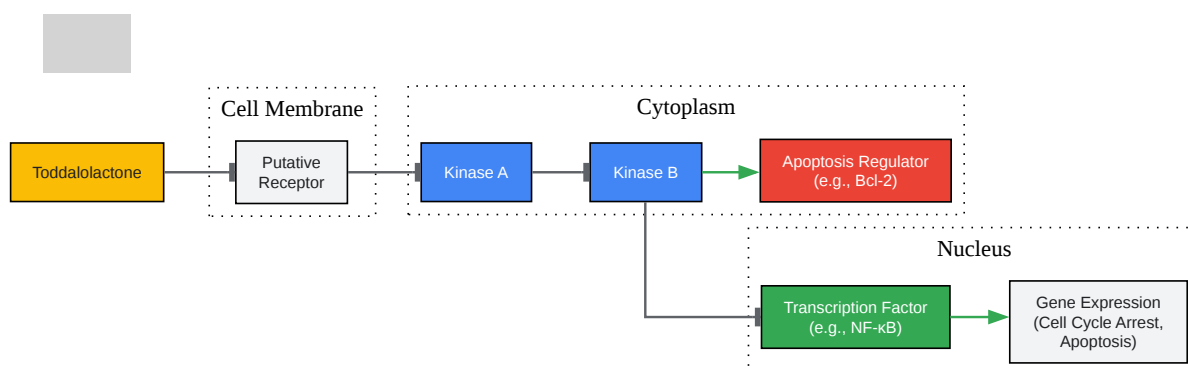 Cell Membrane
Cytoplasm
Toddalolactone
Putative
Receptor
Kinase A
Kinase B
Apoptosis Regulator
(e.g., Bcl-2)
Nucleus
Transcription Factor
(e.g., NF-κB)
Gene Expression
(Cell Cycle Arrest,
Apoptosis)